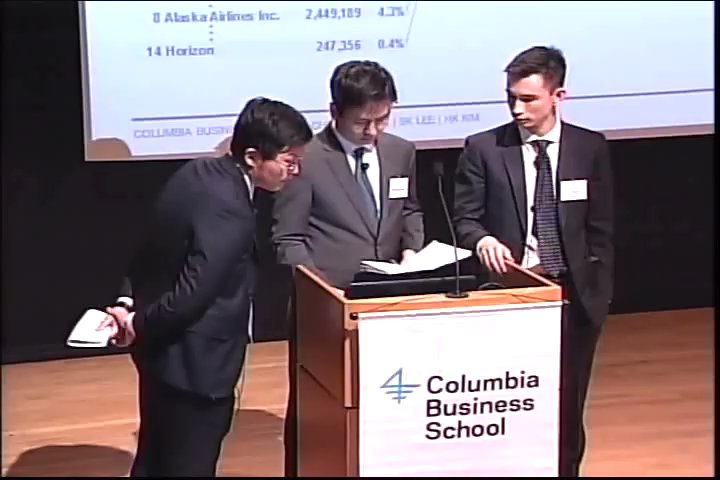 8 Alaska Airlines Inc. 2,449,189 4.3%
14 Horizon 247,356 0.4%
COLUMBIA BUSIN | SK LEE | HK KIM
Columbia
Business
School